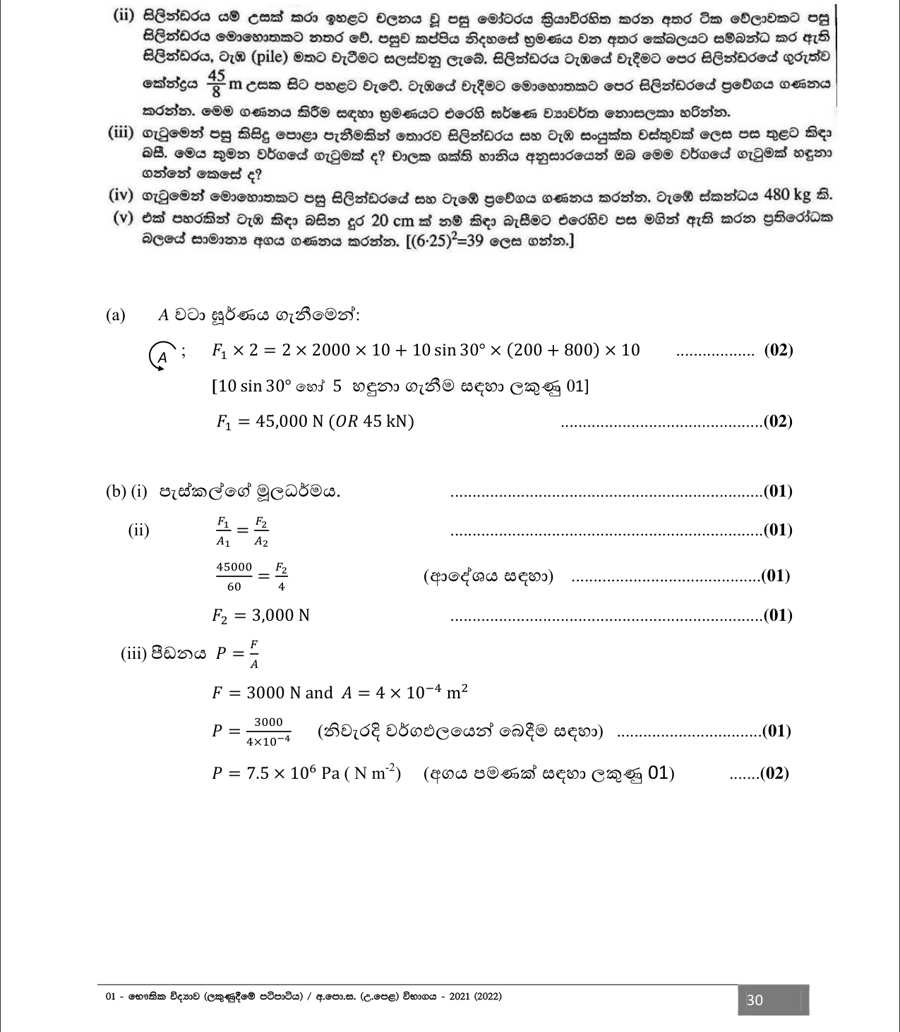 (ii) සිලින්ඩරය යම් උසක් කරා ඉහළට චලනය වූ පසු මෝටරය ක්‍රියාවිරහිත කරන අතර ටික වේලාවකට පසු
සිලින්ඩරය මොහොතකට නතර වේ. පසුව කප්පිය නිදහසේ භ්‍රමණය වන අතර කේබලයට සම්බන්ධ කර ඇති
සිලින්ඩරය, ටැඹ (pile) මතට වැටීමට සලස්වනු ලැබේ. සිලින්ඩරය ටැඹයේ වැදීමට පෙර සිලින්ඩරයේ ගුරුත්ව
කේන්ද්‍රය 45/8 m උසක සිට පහළට වැටේ. ටැඹයේ වැදීමට මොහොතකට පෙර සිලින්ඩරයේ ප්‍රවේගය ගණනය
කරන්න. මෙම ගණනය කිරීම සඳහා භ්‍රමණයට එරෙහි ඝර්ෂණ ව්‍යාවර්ත නොසලකා හරින්න.
(iii) ගැටුමෙන් පසු කිසිදු පොළා පැනීමකින් තොරව සිලින්ඩරය සහ ටැඹ සංයුක්ත වස්තුවක් ලෙස පස තුළට කිඳා
බසී. මෙය කුමන වර්ගයේ ගැටුමක් ද? චාලක ශක්ති හානිය අනුසාරයෙන් ඔබ මෙම වර්ගයේ ගැටුමක් හඳුනා
ගන්නේ කෙසේ ද?
(iv) ගැටුමෙන් මොහොතකට පසු සිලින්ඩරයේ සහ ටැඹේ ප්‍රවේගය ගණනය කරන්න. ටැඹේ ස්කන්ධය 480 kg කි.
(v) එක් පහරකින් ටැඹ කිඳා බසින දුර 20 cm ක් නම් කිඳා බැසීමට එරෙහිව පස මගින් ඇති කරන ප්‍රතිරෝධක
බලයේ සාමාන්‍ය අගය ගණනය කරන්න. [(6·25)²=39 ලෙස ගන්න.]
(a) A වටා ඝූර්ණය ගැනීමෙන්:
A ; F₁ × 2 = 2 × 2000 × 10 + 10 sin 30° × (200 + 800) × 10 .................. (02)
[10 sin 30° හෝ 5 හඳුනා ගැනීම සඳහා ලකුණු 01]
F₁ = 45,000 N (OR 45 kN) ..............................................(02)
(b) (i) පැස්කල්ගේ මූලධර්මය. .......................................................................(01)
(ii) F₁/A₁ = F₂/A₂ .......................................................................(01)
45000/60 = F₂/4 (ආදේශය සඳහා) ...........................................(01)
F₂ = 3,000 N .......................................................................(01)
(iii) පීඩනය P = F/A
F = 3000 N and A = 4 × 10⁻⁴ m²
P = 3000/4×10⁻⁴ (නිවැරදි වර්ගඵලයෙන් බෙදීම සඳහා) .................................(01)
P = 7.5 × 10⁶ Pa ( N m⁻²) (අගය පමණක් සඳහා ලකුණු 01) .......(02)
01 - භෞතික විද්‍යාව (ලකුණුදීමේ පටිපාටිය) / අ.පො.ස. (උ.පෙළ) විභාගය - 2021 (2022)
30